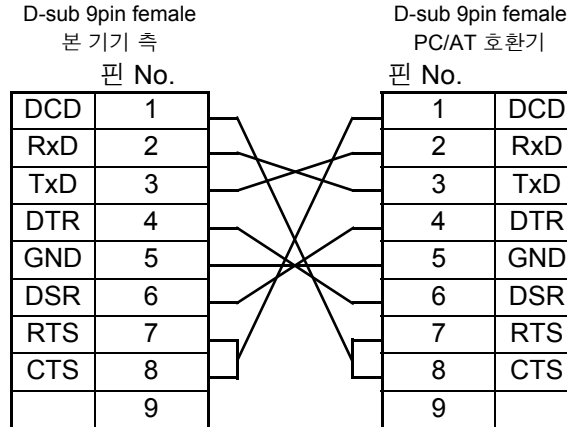 D-sub 9pin female D-sub 9pin female
본 기기 측 PC/AT 호환기
핀 No. 핀 No.
DCD 1 1 DCD
RxD 2 2 RxD
TxD 3 3 TxD
DTR 4 4 DTR
GND 5 5 GND
DSR 6 6 DSR
RTS 7 7 RTS
CTS 8 8 CTS
9 9